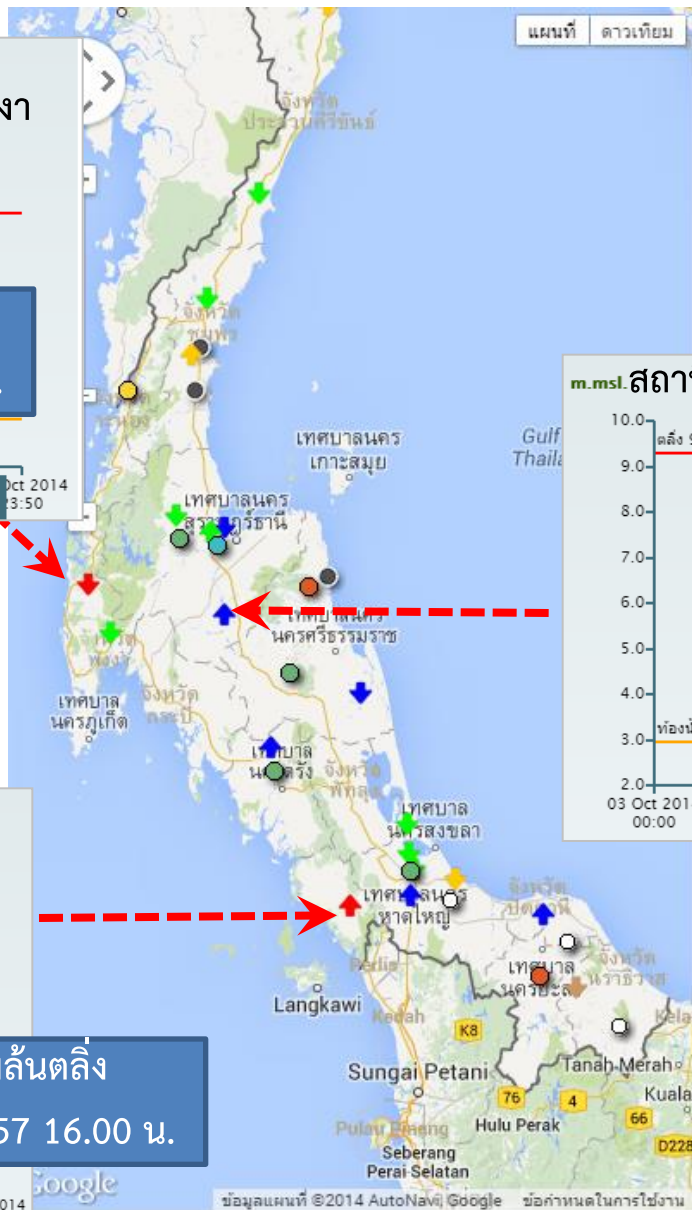 แผนที่ ดาวเทียม
งา
จังหวัด
ประจวบคีรีขันธ์
จังหวัด
ชุมพร
Oct 2014
23:50
เทศบาลนคร
เกาะสมุย
Gulf
เทศบาลนคร
สุราษฎร์ธานี
เทศบาลนคร
นครศรีธรรมราช
จังหวัด
พังงา
เทศบาล
นครภูเก็ต
จังหวัด
กระบี่
เทศบาล
นครตรัง
จังหวัด
พัทลุง
m.msl.
10.0
9.0
8.0
7.0
6.0
5.0
4.0
3.0
2.0
00:00
เทศบาล
นครสงขลา
เทศบาลนคร
หาดใหญ่
จังหวัด
ปัตตานี
เทศบาล
นครยะลา
จังหวัด
นราธิวาส
Perlis
Langkawi
Kedah
K8
Sungai Petani
Tanah Merah
76
4
66
D228
Hulu Perak
Pulau Pinang
Seberang
Perai Selatan
ล้นตลิ่ง
57 16.00 น.
Google
014
ข้อมูลแผนที่ ©2014 AutoNavi, Google ข้อกำหนดในการใช้งาน